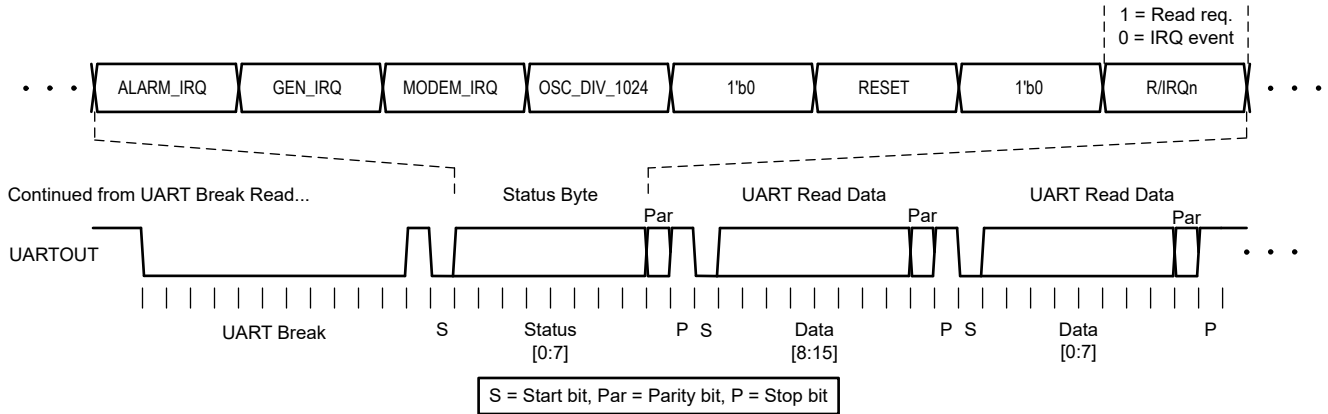 1 = Read req.
0 = IRQ event
• • • ALARM_IRQ GEN_IRQ MODEM_IRQ OSC_DIV_1024 1'b0 RESET 1'b0 R/IRQn • • •
Continued from UART Break Read... Status Byte UART Read Data UART Read Data
Par Par Par
UARTOUT • • •
UART Break S Status P S Data P S Data P
[0:7] [8:15] [0:7]
S = Start bit, Par = Parity bit, P = Stop bit